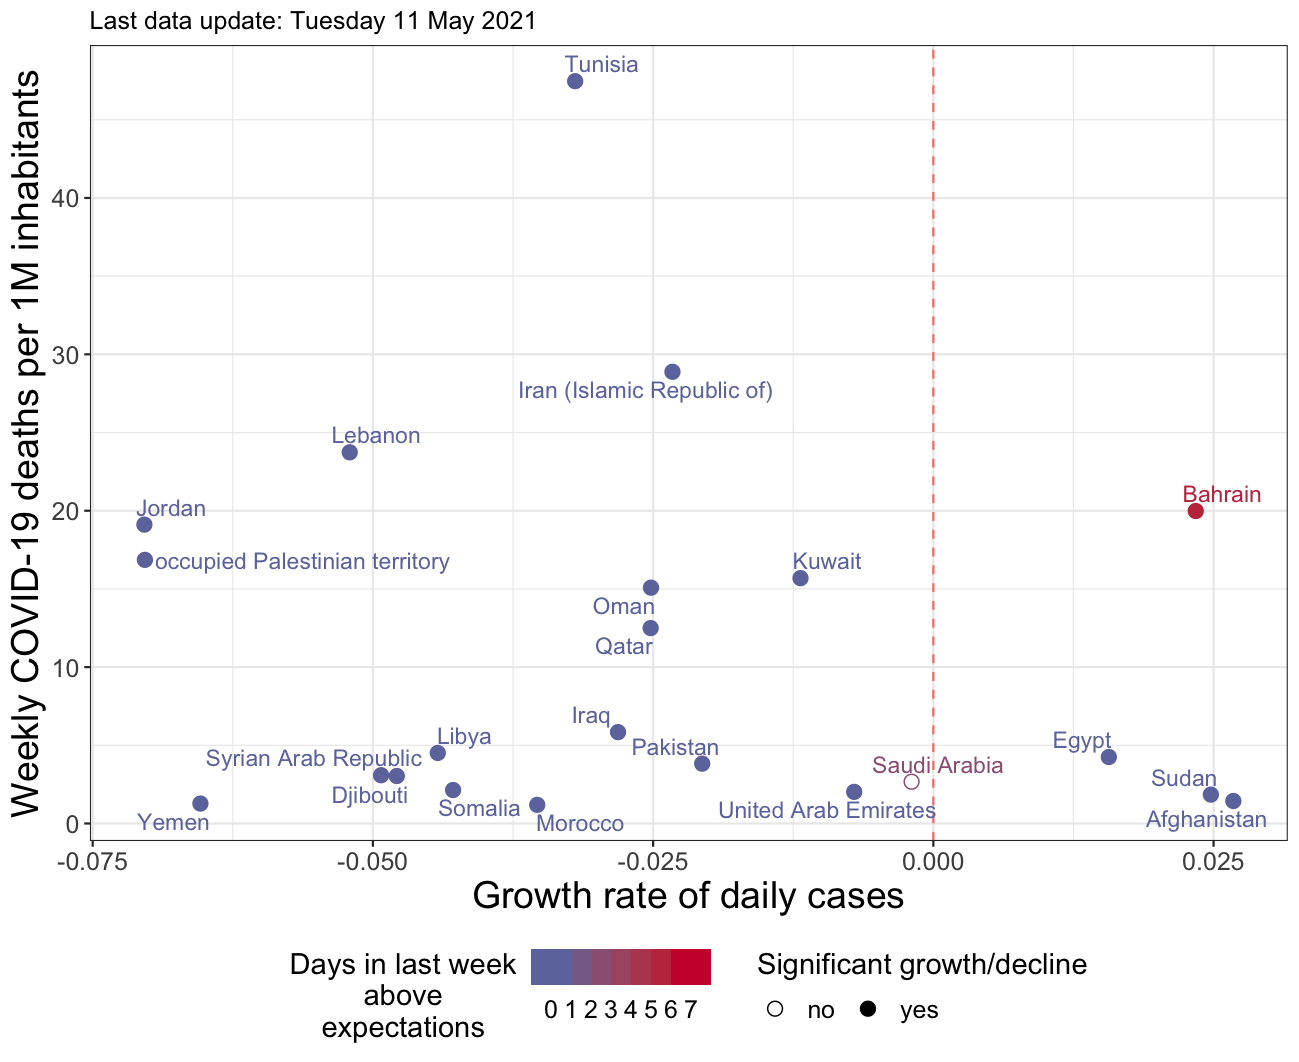 Last data update: Tuesday 11 May 2021
Weekly COVID-19 deaths per 1M inhabitants
40
30
20
10
0
Tunisia
Iran (Islamic Republic of)
Lebanon
Bahrain
Jordan
occupied Palestinian territory
Kuwait
Oman
Qatar
Iraq
Libya
Pakistan
Egypt
Syrian Arab Republic
Saudi Arabia
Sudan
Djibouti
Somalia
United Arab Emirates
Yemen
Morocco
Afghanistan
-0.075 -0.050 -0.025 0.000 0.025
Growth rate of daily cases
Days in last week
above
expectations
0 1 2 3 4 5 6 7
Significant growth/decline
no yes